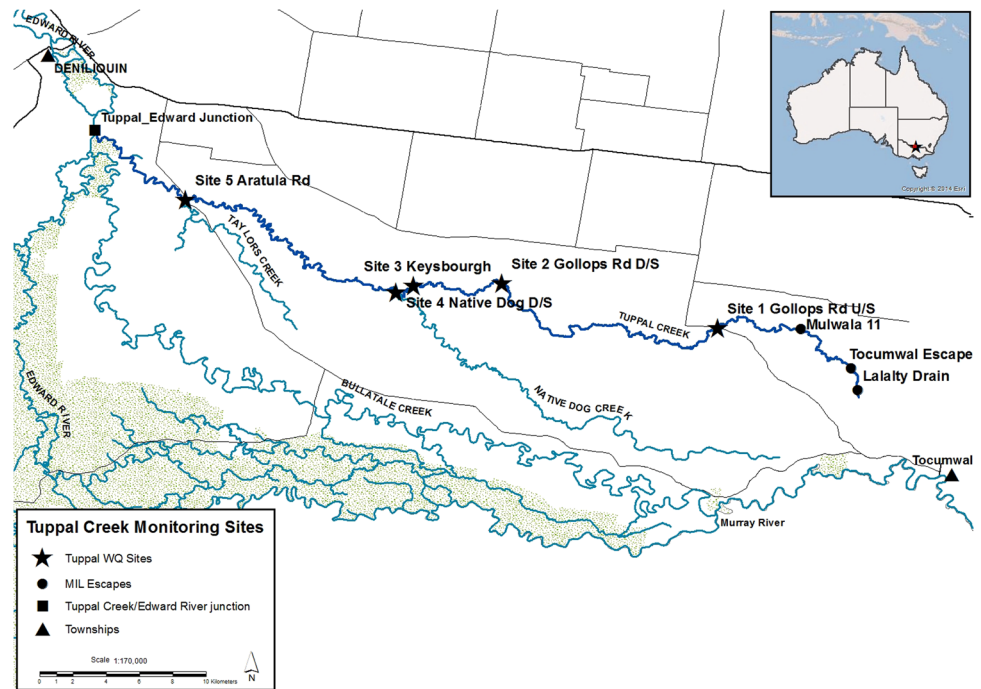 EDWARD RIVER
DENILIQUIN
Tuppal_Edward Junction
Site 5 Aratula Rd
TAYLORS CREEK
Site 3 Keysbourgh
Site 2 Gollops Rd D/S
Site 4 Native Dog D/S
TUPPAL CREEK
Site 1 Gollops Rd U/S
Mulwala 11
Tocumwal Escape
Lalalty Drain
EDWARD RIVER
BULLATALE CREEK
NATIVE DOG CREEK
Tocumwal
Murray River
Copyright © 2014 Esri
Tuppal Creek Monitoring Sites
Tuppal WQ Sites
MIL Escapes
Tuppal Creek/Edward River junction
Townships
Scale 1:170,000
0 1 2 4 6 8 10 Kilometers
N